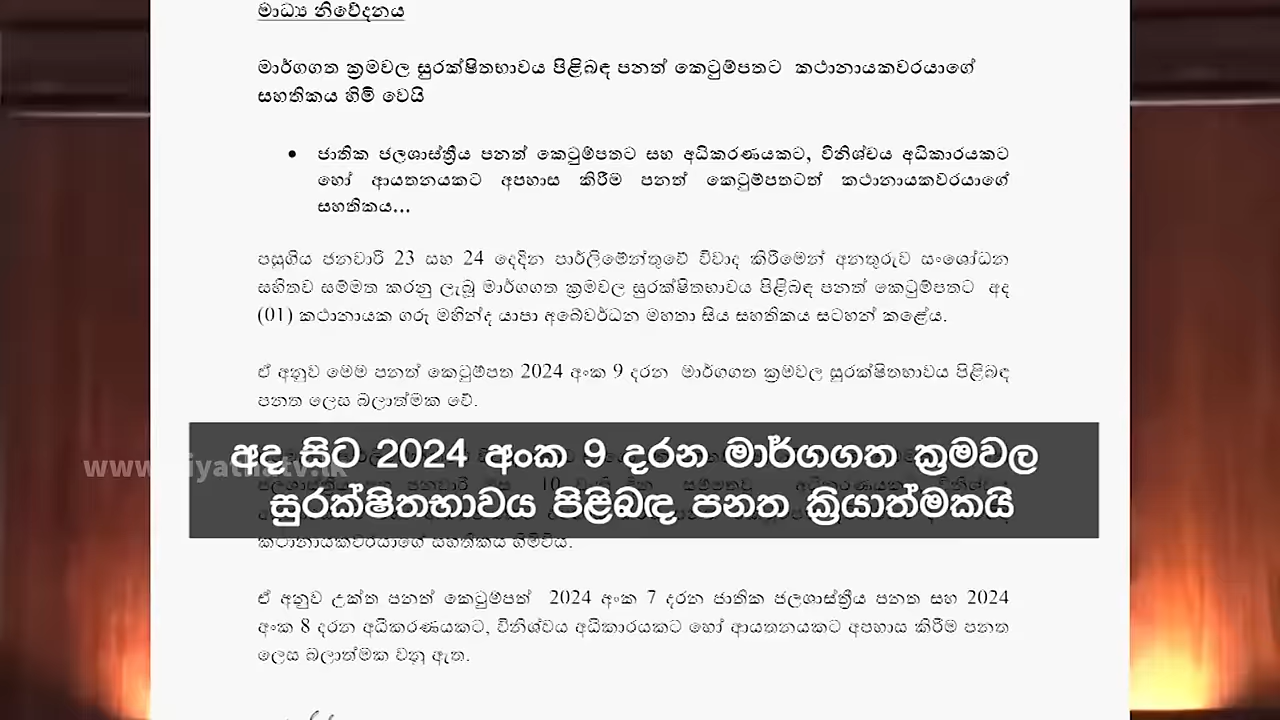 මාධ්‍ය නිවේදනය
මාර්ගගත ක්‍රමවල සුරක්ෂිතභාවය පිළිබඳ පනත් කෙටුම්පතට කථානායකවරයාගේ
සහතිකය හිමි වෙයි
• ජාතික ජලශාස්ත්‍රීය පනත් කෙටුම්පතට සහ අධිකරණයකට, විනිශ්චය අධිකාරයකට
හෝ ආයතනයකට අපහාස කිරීම පනත් කෙටුම්පතටත් කථානායකවරයාගේ
සහතිකය...
පසුගිය ජනවාරි 23 සහ 24 දෙදින පාර්ලිමේන්තුවේ විවාද කිරීමෙන් අනතුරුව සංශෝධන
සහිතව සම්මත කරනු ලැබූ මාර්ගගත ක්‍රමවල සුරක්ෂිතභාවය පිළිබඳ පනත් කෙටුම්පතට අද
(01) කථානායක ගරු මහින්ද යාපා අබේවර්ධන මහතා සිය සහතිකය සටහන් කළේය.
ඒ අනුව මෙම පනත් කෙටුම්පත 2024 අංක 9 දරන මාර්ගගත ක්‍රමවල සුරක්ෂිතභාවය පිළිබඳ
පනත ලෙස බලාත්මක වේ.
අද සිට 2024 අංක 9 දරන මාර්ගගත ක්‍රමවල
සුරක්ෂිතභාවය පිළිබඳ පනත ක්‍රියාත්මකයි
කථානායකවරයාගේ සහතිකය හිමිවිය.
ඒ අනුව උක්ත පනත් කෙටුම්පත් 2024 අංක 7 දරන ජාතික ජලශාස්ත්‍රීය පනත සහ 2024
අංක 8 දරන අධිකරණයකට, විනිශ්චය අධිකාරයකට හෝ ආයතනයකට අපහාස කිරීම පනත
ලෙස බලාත්මක වනු ඇත.